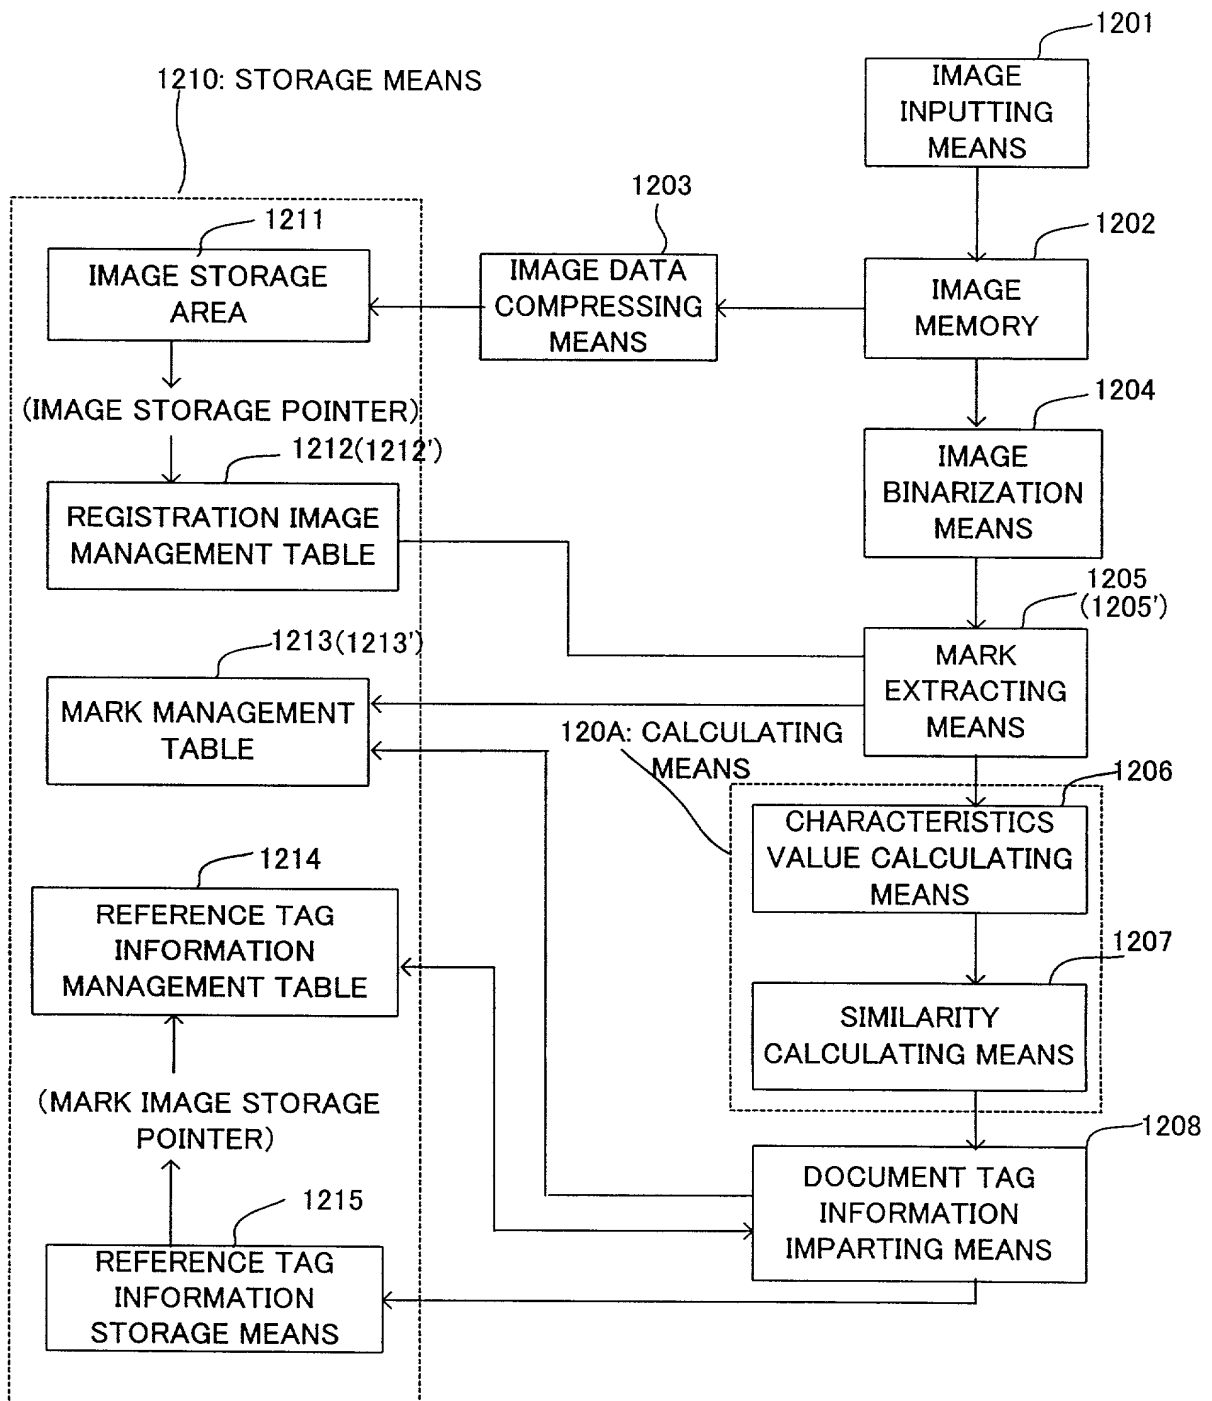 1201
IMAGE
INPUTTING
MEANS
1210: STORAGE MEANS
1203
1202
1211
IMAGE STORAGE
AREA
IMAGE DATA
COMPRESSING
MEANS
IMAGE
MEMORY
(IMAGE STORAGE POINTER)
1204
1212(1212')
IMAGE
BINARIZATION
MEANS
REGISTRATION IMAGE
MANAGEMENT TABLE
1205
(1205')
1213(1213')
MARK
EXTRACTING
MEANS
MARK MANAGEMENT
TABLE
120A: CALCULATING
MEANS
1206
CHARACTERISTICS
VALUE CALCULATING
MEANS
1214
REFERENCE TAG
INFORMATION
MANAGEMENT TABLE
1207
SIMILARITY
CALCULATING MEANS
(MARK IMAGE STORAGE
POINTER)
1208
DOCUMENT TAG
INFORMATION
IMPARTING MEANS
1215
REFERENCE TAG
INFORMATION
STORAGE MEANS